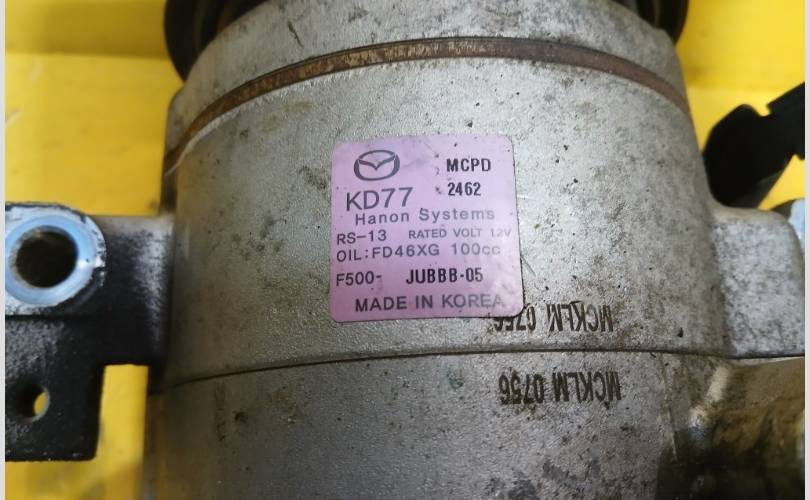 MCPD
KD77 2462
Hanon Systems
RS-13 RATED VOLT 12V
OIL:FD46XG 100cc
F500- JUBBB-05
MADE IN KOREA
MCKLM 0756
MCKLM 0756